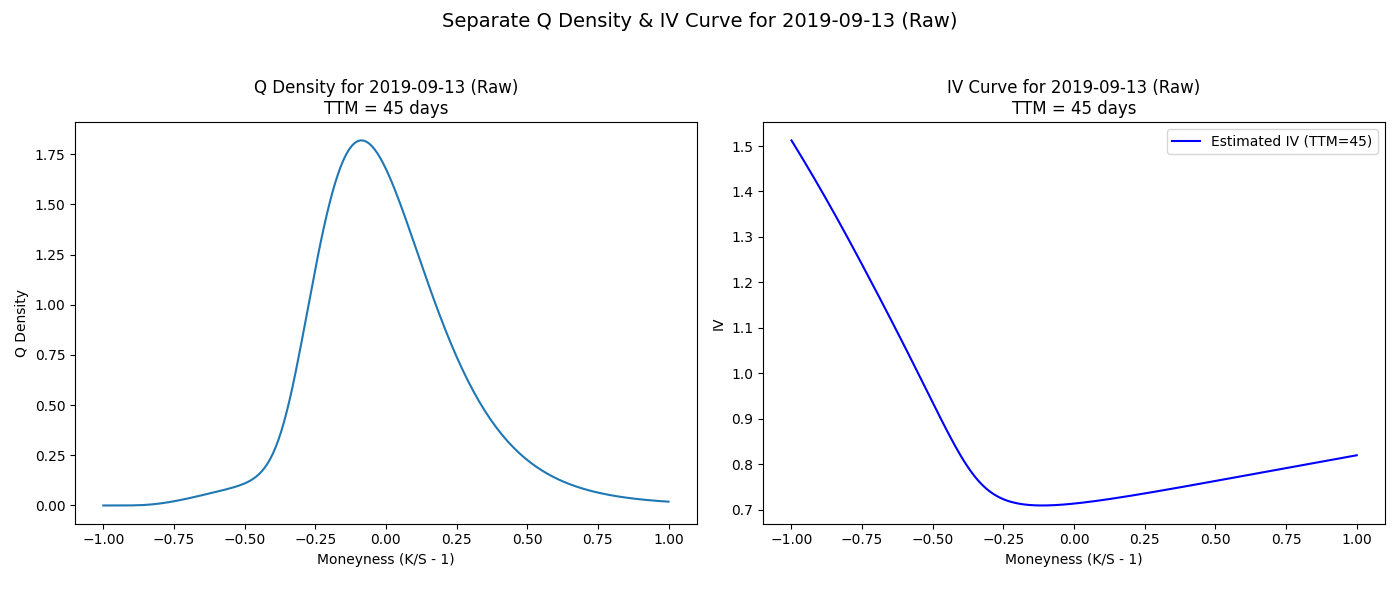 Separate Q Density & IV Curve for 2019-09-13 (Raw)
Q Density for 2019-09-13 (Raw)
TTM = 45 days
Q Density
1.75
1.50
1.25
1.00
0.75
0.50
0.25
0.00
−1.00 −0.75 −0.50 −0.25 0.00 0.25 0.50 0.75 1.00
Moneyness (K/S - 1)
IV Curve for 2019-09-13 (Raw)
TTM = 45 days
Estimated IV (TTM=45)
IV
1.5
1.4
1.3
1.2
1.1
1.0
0.9
0.8
0.7
−1.00 −0.75 −0.50 −0.25 0.00 0.25 0.50 0.75 1.00
Moneyness (K/S - 1)